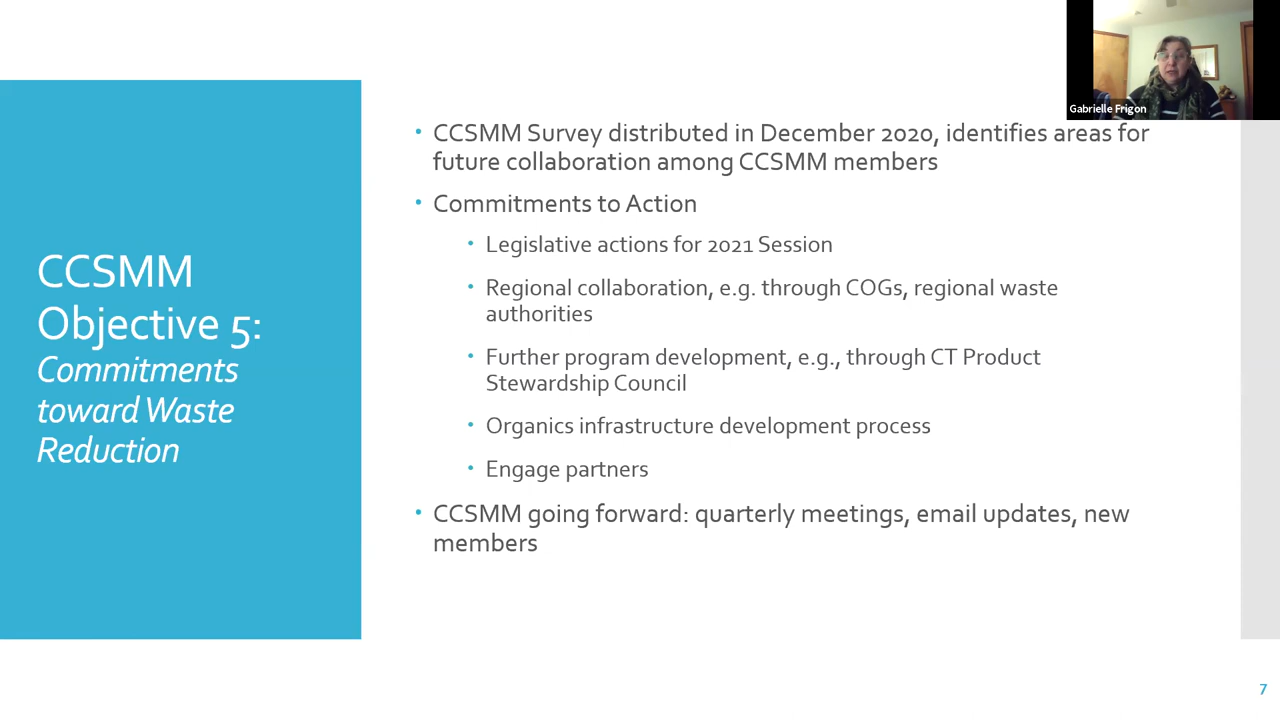 Gabrielle Frigon
CCSMM
Objective 5:
Commitments
toward Waste
Reduction
• CCSMM Survey distributed in December 2020, identifies areas for
future collaboration among CCSMM members
• Commitments to Action
• Legislative actions for 2021 Session
• Regional collaboration, e.g. through COGs, regional waste
authorities
• Further program development, e.g., through CT Product
Stewardship Council
• Organics infrastructure development process
• Engage partners
• CCSMM going forward: quarterly meetings, email updates, new
members
7